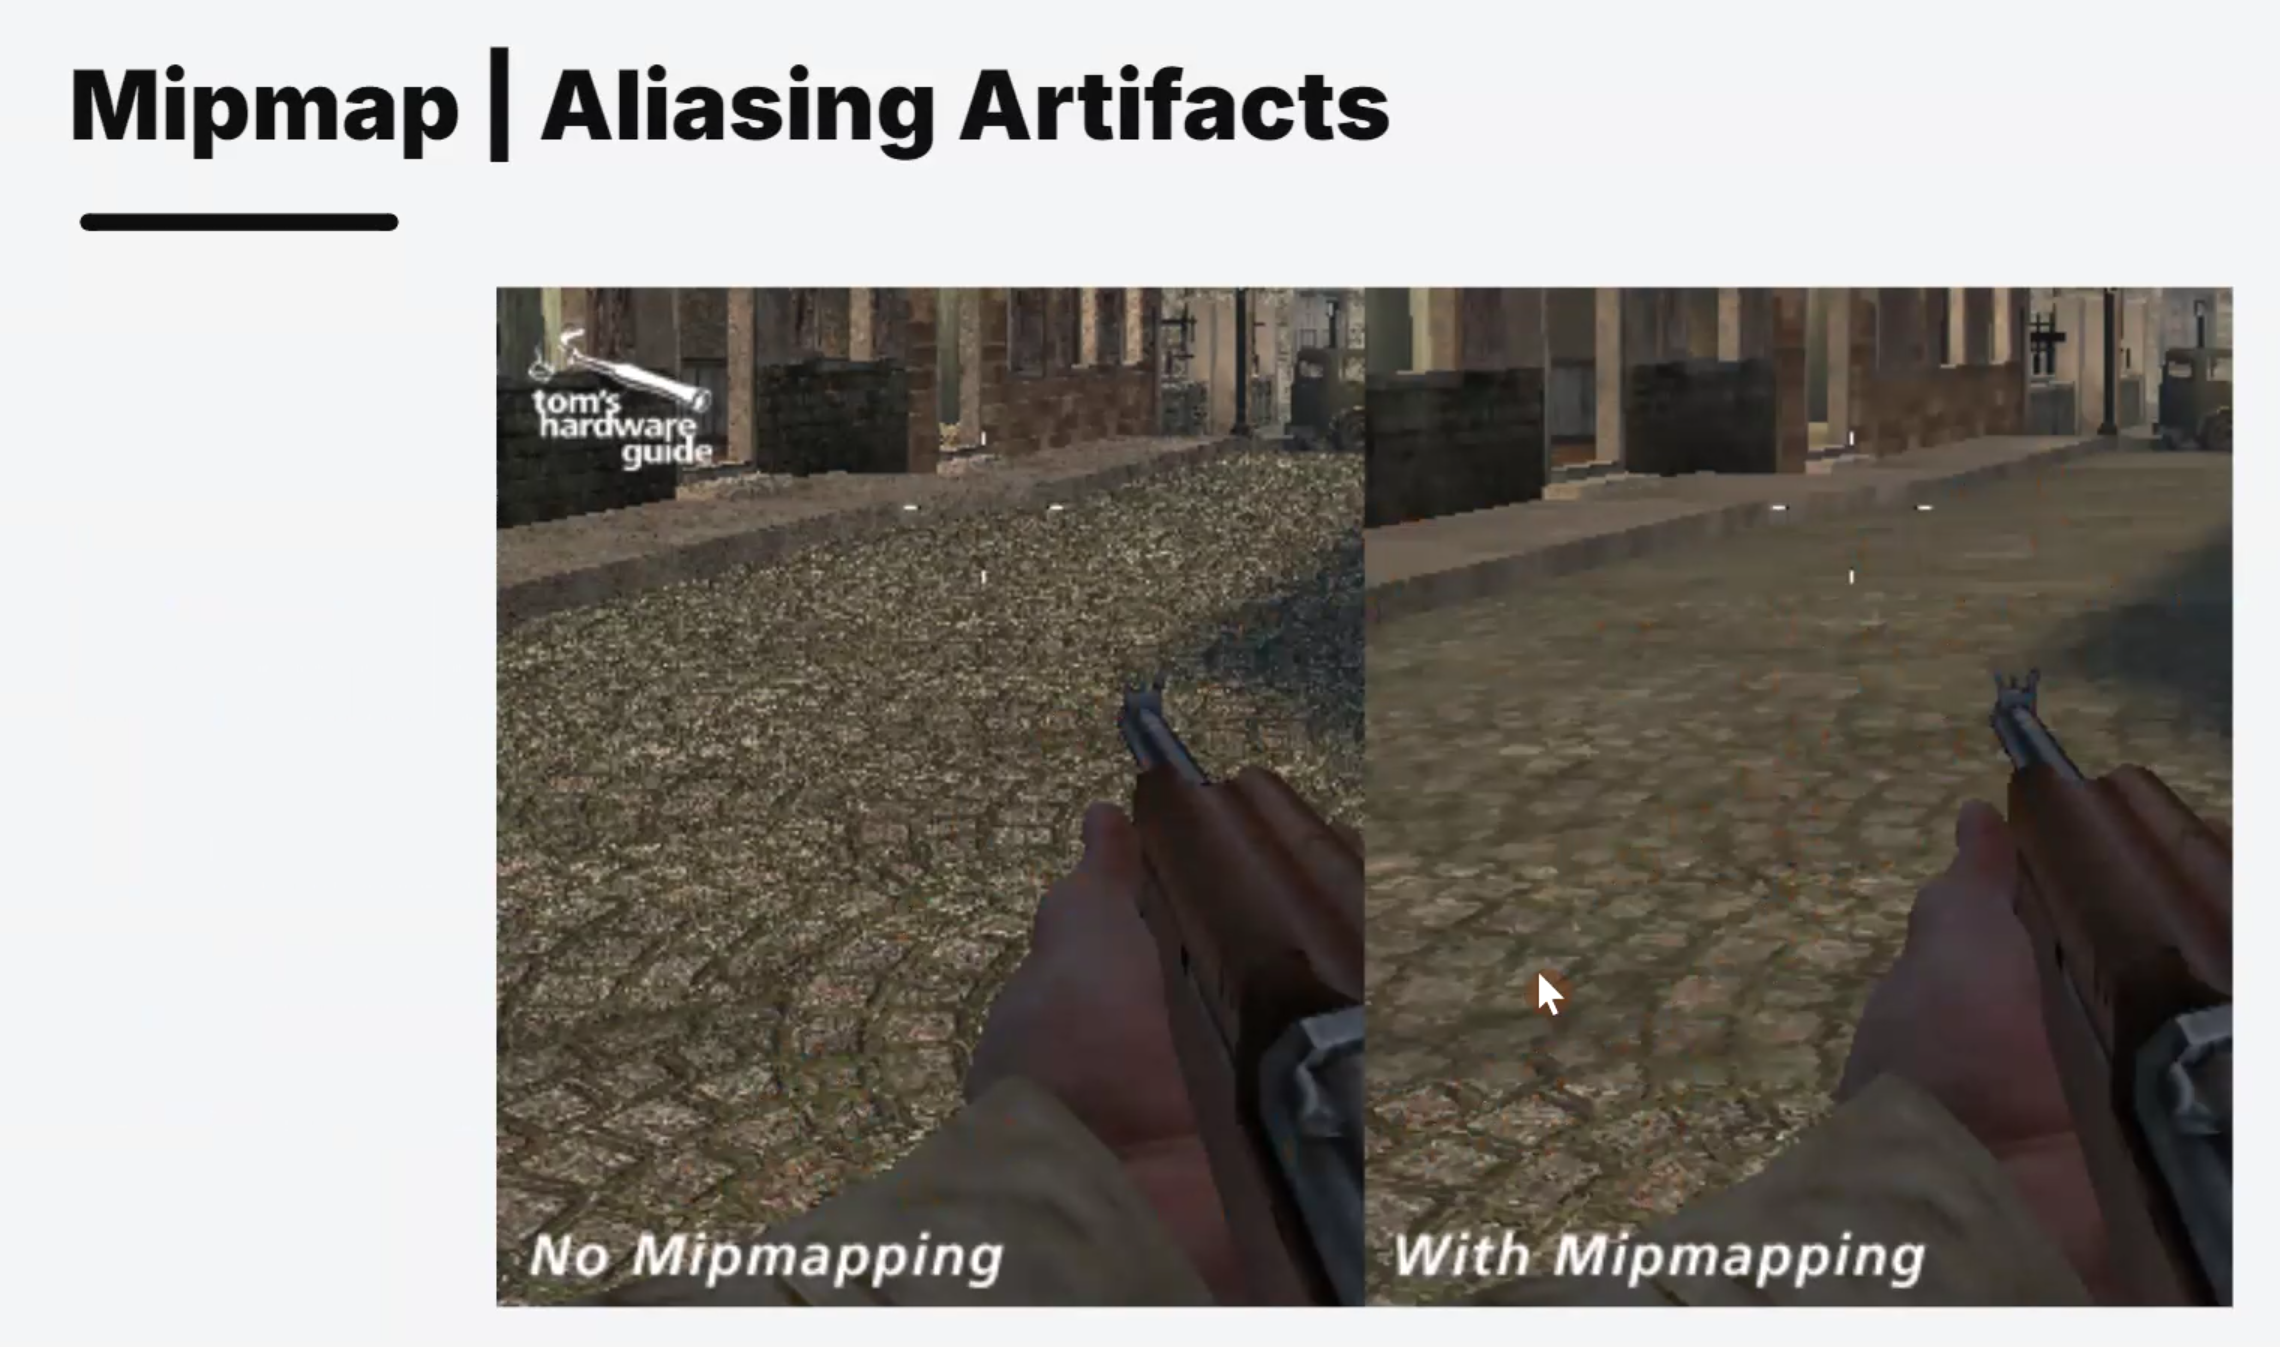 Mipmap | Aliasing Artifacts
tom's
hardware
guide
No Mipmapping
With Mipmapping